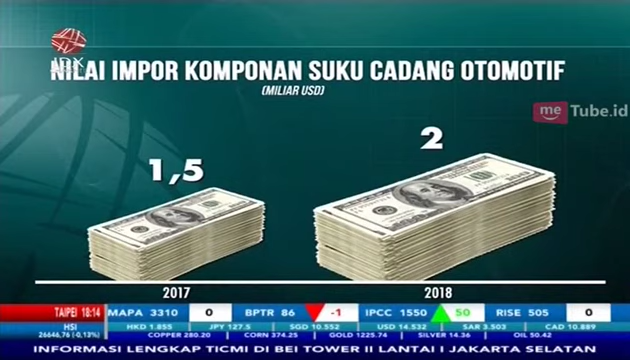 IDX
NILAI IMPOR KOMPONAN SUKU CADANG OTOMOTIF
(MILIAR USD)
me Tube.id
1,5
2
2017
2018
TAIPEI 18:14 MAPA 3310 0 BPTR 86 -1 IPCC 1550 50 RISE 505 0
HSI HKD 1.855 JPY 127.5 SGD 10.552 USD 14.532 SAR 3.503 CAD 10.889
26646,76 (-0,13%) COPPER 280.20 CORN 374.25 GOLD 1225.74 SILVER 14.36 OIL 50.42
INFORMASI LENGKAP TICMI DI BEI TOWER II LANTAI I JAKARTA SELATAN